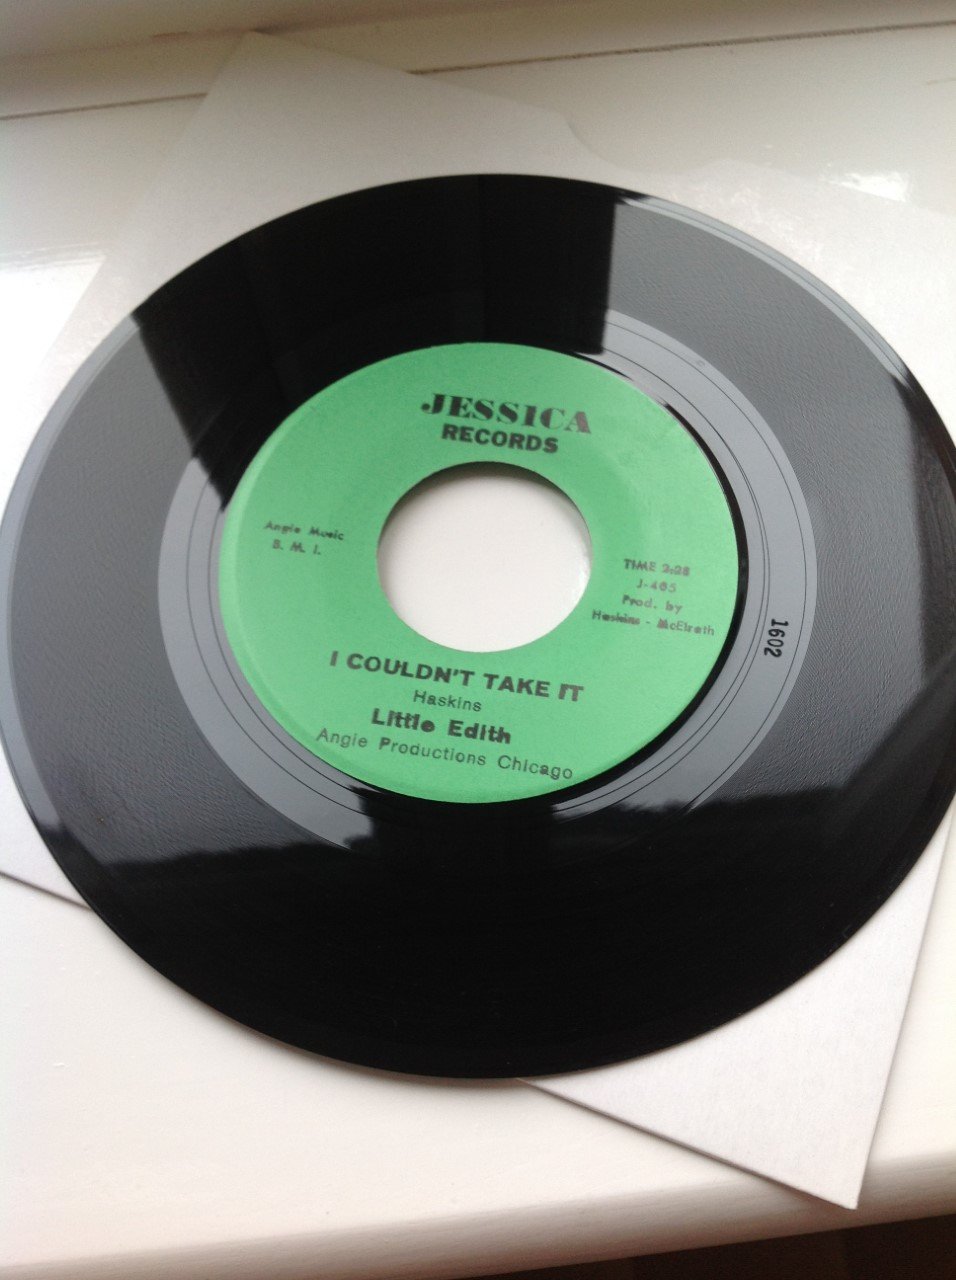 JESSICA
RECORDS
Angie Music
B. M. I.
TIME 2:28
J-405
Prod. by
Haskins - McElrath
1602
I COULDN'T TAKE IT
Haskins
Little Edith
Angie Productions Chicago